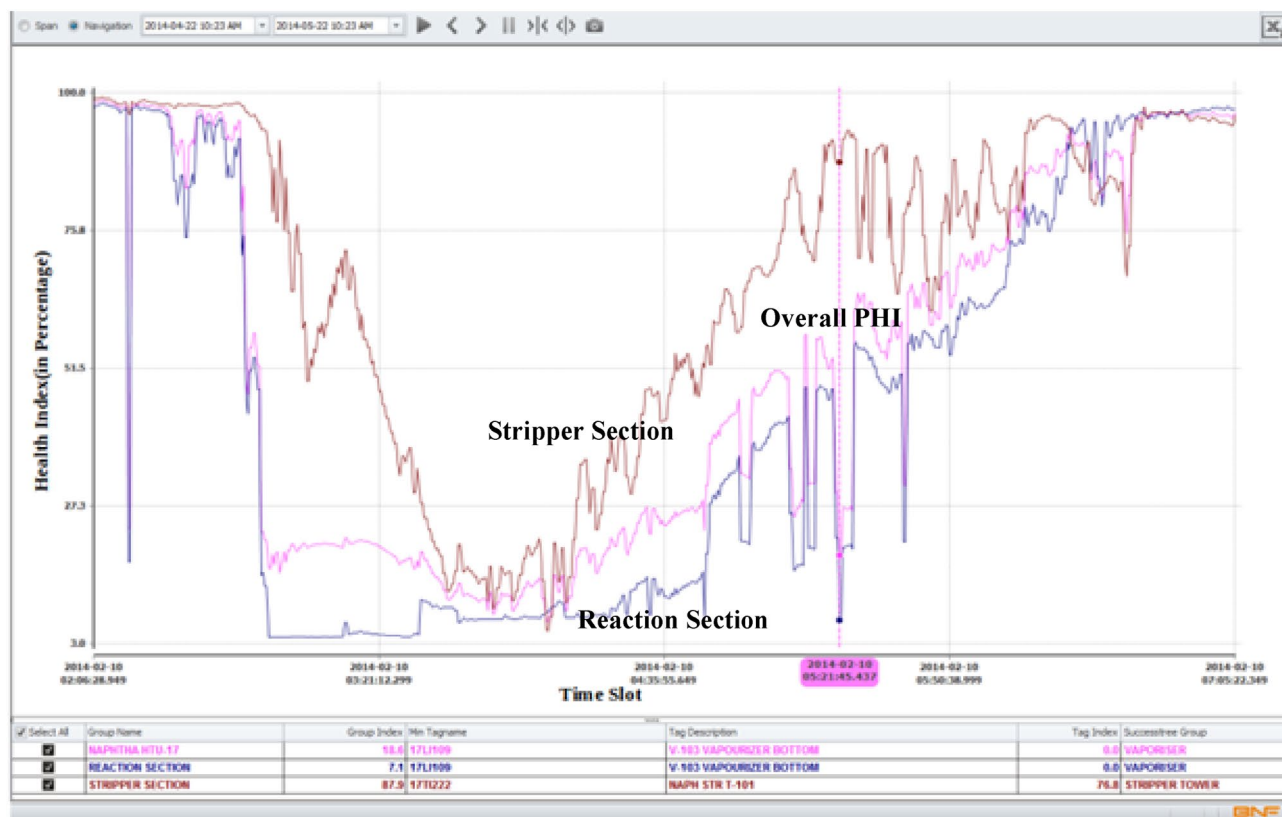 Span Navigation 2014-04-22 10:23 AM 2014-05-22 10:23 AM
100.0
75.8
51.5
27.3
3.0
Health Index(in Percentage)
Overall PHI
Stripper Section
Reaction Section
2014-02-10 2014-02-10 2014-02-10 2014-02-10 2014-02-10 2014-02-10
02:06:28.949 03:21:12.299 04:35:55.649 05:21:45.437 05:50:38.999 07:05:22.349
Time Slot
Select All Group Name Group Index Min Tagname Tag Description Tag Index Successtree Group
NAPHTHA HTU-17 18.6 17LI109 V-103 VAPOURIZER BOTTOM 0.0 VAPORISER
REACTION SECTION 7.1 17LI109 V-103 VAPOURIZER BOTTOM 0.0 VAPORISER
STRIPPER SECTION 87.9 17TI222 NAPH STR T-101 76.8 STRIPPER TOWER